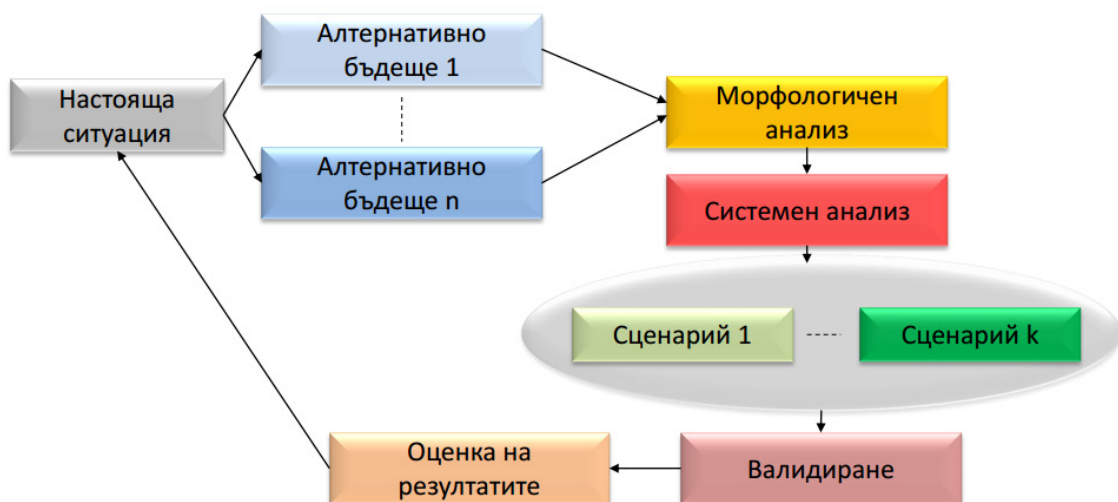 Настояща
ситуация
Алтернативно
бъдеще 1
Алтернативно
бъдеще n
Морфологичен
анализ
Системен анализ
Сценарий 1
Сценарий k
Валидиране
Оценка на
резултатите